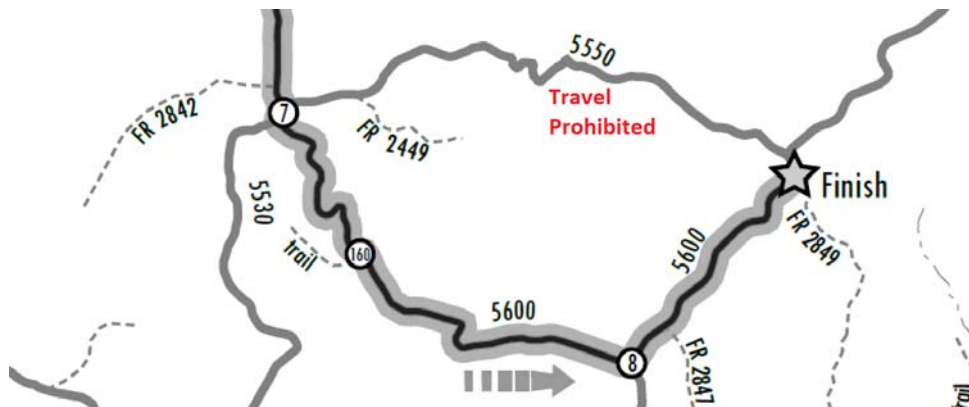 5550
Travel
Prohibited
FR 2842
7
FR 2449
Finish
5530
FR 2849
trail
160
5600
5600
8
FR 2847
trail